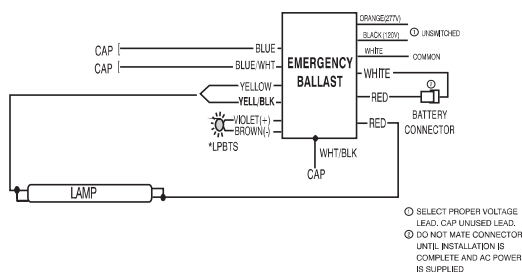 ORANGE(277V)
BLACK(120V)
① UNSWITCHED
WHITE
COMMON
CAP [
BLUE
CAP [
BLUE/WHT
EMERGENCY
BALLAST
WHITE
②
YELLOW
YELL/BLK
RED
BATTERY
CONNECTOR
VIOLET(+)
BROWN(-)
*LPBTS
RED
WHT/BLK
CAP
LAMP
① SELECT PROPER VOLTAGE
LEAD. CAP UNUSED LEAD.
② DO NOT MATE CONNECTOR
UNTIL INSTALLATION IS
COMPLETE AND AC POWER
IS SUPPLIED